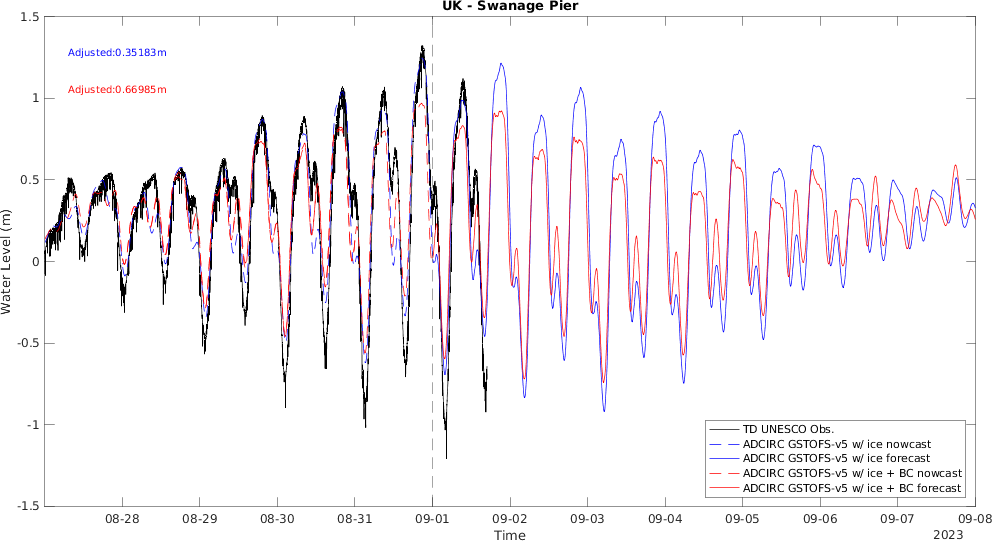 UK - Swanage Pier
1.5
1
0.5
0
-0.5
-1
-1.5
Water Level (m)
Adjusted:0.35183m
Adjusted:0.66985m
TD UNESCO Obs.
ADCIRC GSTOFS-v5 w/ ice nowcast
ADCIRC GSTOFS-v5 w/ ice forecast
ADCIRC GSTOFS-v5 w/ ice + BC nowcast
ADCIRC GSTOFS-v5 w/ ice + BC forecast
08-28 08-29 08-30 08-31 09-01 09-02 09-03 09-04 09-05 09-06 09-07 09-08
Time
2023